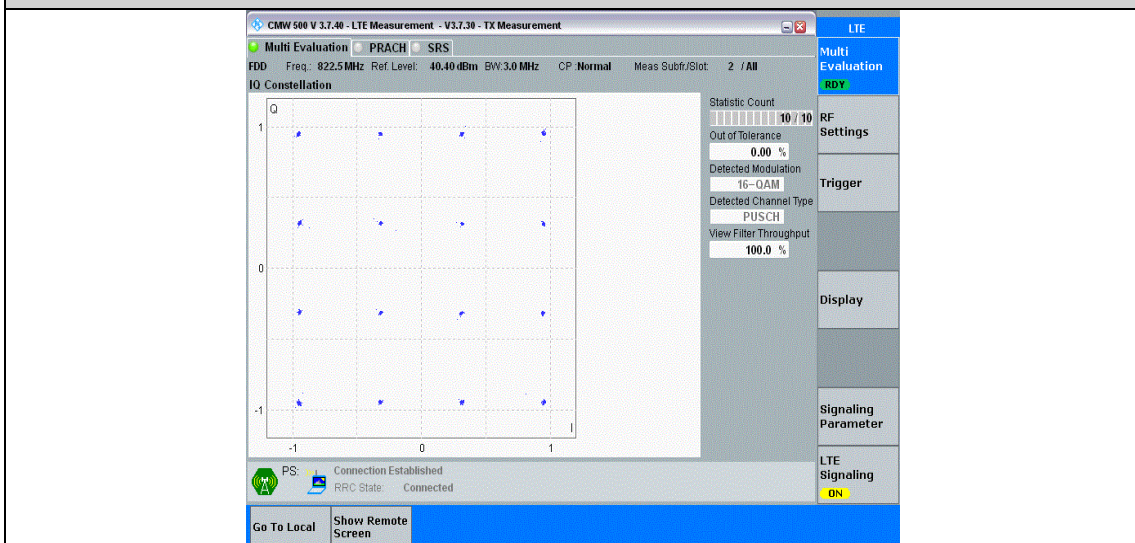 CMW 500 V 3.7.40 - LTE Measurement - V3.7.30 - TX Measurement
Multi Evaluation PRACH SRS
FDD Freq.: 822.5 MHz Ref. Level: 40.40 dBm BW: 3.0 MHz CP :Normal Meas Subfr./Slot: 2 / All
IQ Constellation
Q
1
0
-1
I
-1 0 1
Statistic Count
10 / 10
Out of Tolerance
0.00 %
Detected Modulation
16-QAM
Detected Channel Type
PUSCH
View Filter Throughput
100.0 %
PS: Connection Established
RRC State: Connected
LTE
Multi
Evaluation
RDY
RF
Settings
Trigger
Display
Signaling
Parameter
LTE
Signaling
ON
Go To Local
Show Remote
Screen